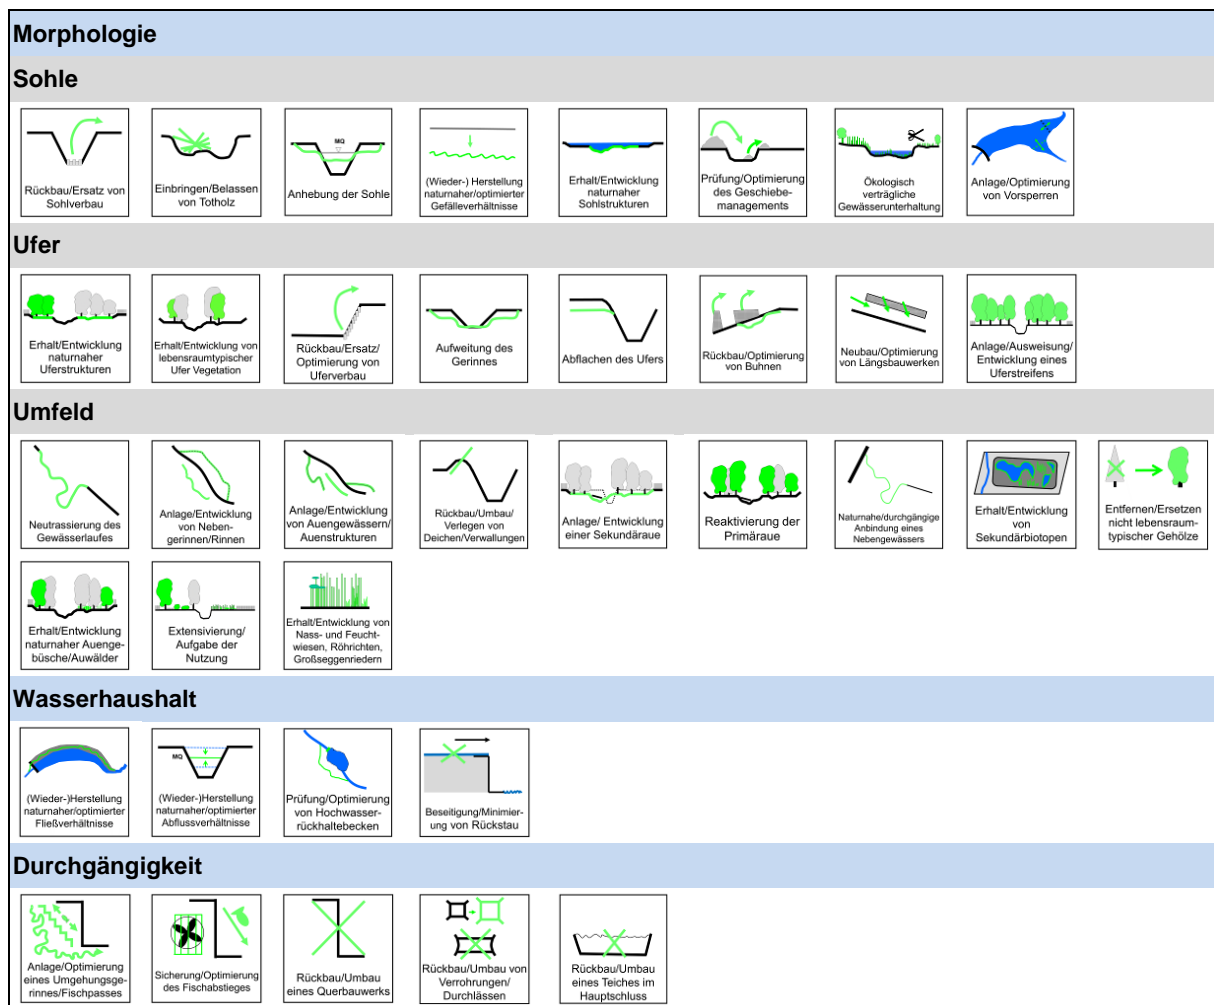 Morphologie
Sohle
Rückbau/Ersatz von
Sohlverbau
Einbringen/Belassen
von Totholz
MQ
Anhebung der Sohle
(Wieder-) Herstellung
naturnaher/optimierter
Gefälleverhältnisse
Erhalt/Entwicklung
naturnaher
Sohlstrukturen
Prüfung/Optimierung
des Geschiebe-
managements
Ökologisch
verträgliche
Gewässerunterhaltung
Anlage/Optimierung
von Vorsperren
Ufer
Erhalt/Entwicklung
naturnaher
Uferstrukturen
Erhalt/Entwicklung von
lebensraumtypischer
Ufer Vegetation
Rückbau/Ersatz/
Optimierung von
Uferverbau
Aufweitung des
Gerinnes
Abflachen des Ufers
Rückbau/Optimierung
von Buhnen
Neubau/Optimierung
von Längsbauwerken
Anlage/Ausweisung/
Entwicklung eines
Uferstreifens
Umfeld
Neutrassierung des
Gewässerlaufes
Anlage/Entwicklung
von Neben-
gerinnen/Rinnen
Anlage/Entwicklung
von Auengewässern/
Auenstrukturen
Rückbau/Umbau/
Verlegen von
Deichen/Verwallungen
Anlage/ Entwicklung
einer Sekundäraue
Reaktivierung der
Primäraue
Naturnahe/durchgängige
Anbindung eines
Nebengewässers
Erhalt/Entwicklung
von
Sekundärbiotopen
Entfernen/Ersetzen
nicht lebensraum-
typischer Gehölze
Erhalt/Entwicklung
naturnaher Auenge-
büsche/Auwälder
Extensivierung/
Aufgabe der
Nutzung
Erhalt/Entwicklung von
Nass- und Feucht-
wiesen, Röhrichten,
Großseggenriedern
Wasserhaushalt
(Wieder-)Herstellung
naturnaher/optimierter
Fließverhältnisse
MQ
(Wieder-)Herstellung
naturnaher/optimierter
Abflussverhältnisse
Prüfung/Optimierung
von Hochwasser-
rückhaltebecken
Beseitigung/Minimier-
ung von Rückstau
Durchgängigkeit
Anlage/Optimierung
eines Umgehungsge-
rinnes/Fischpasses
Sicherung/Optimierung
des Fischabstieges
Rückbau/Umbau
eines Querbauwerks
Rückbau/Umbau von
Verrohrungen/
Durchlässen
Rückbau/Umbau
eines Teiches im
Hauptschluss